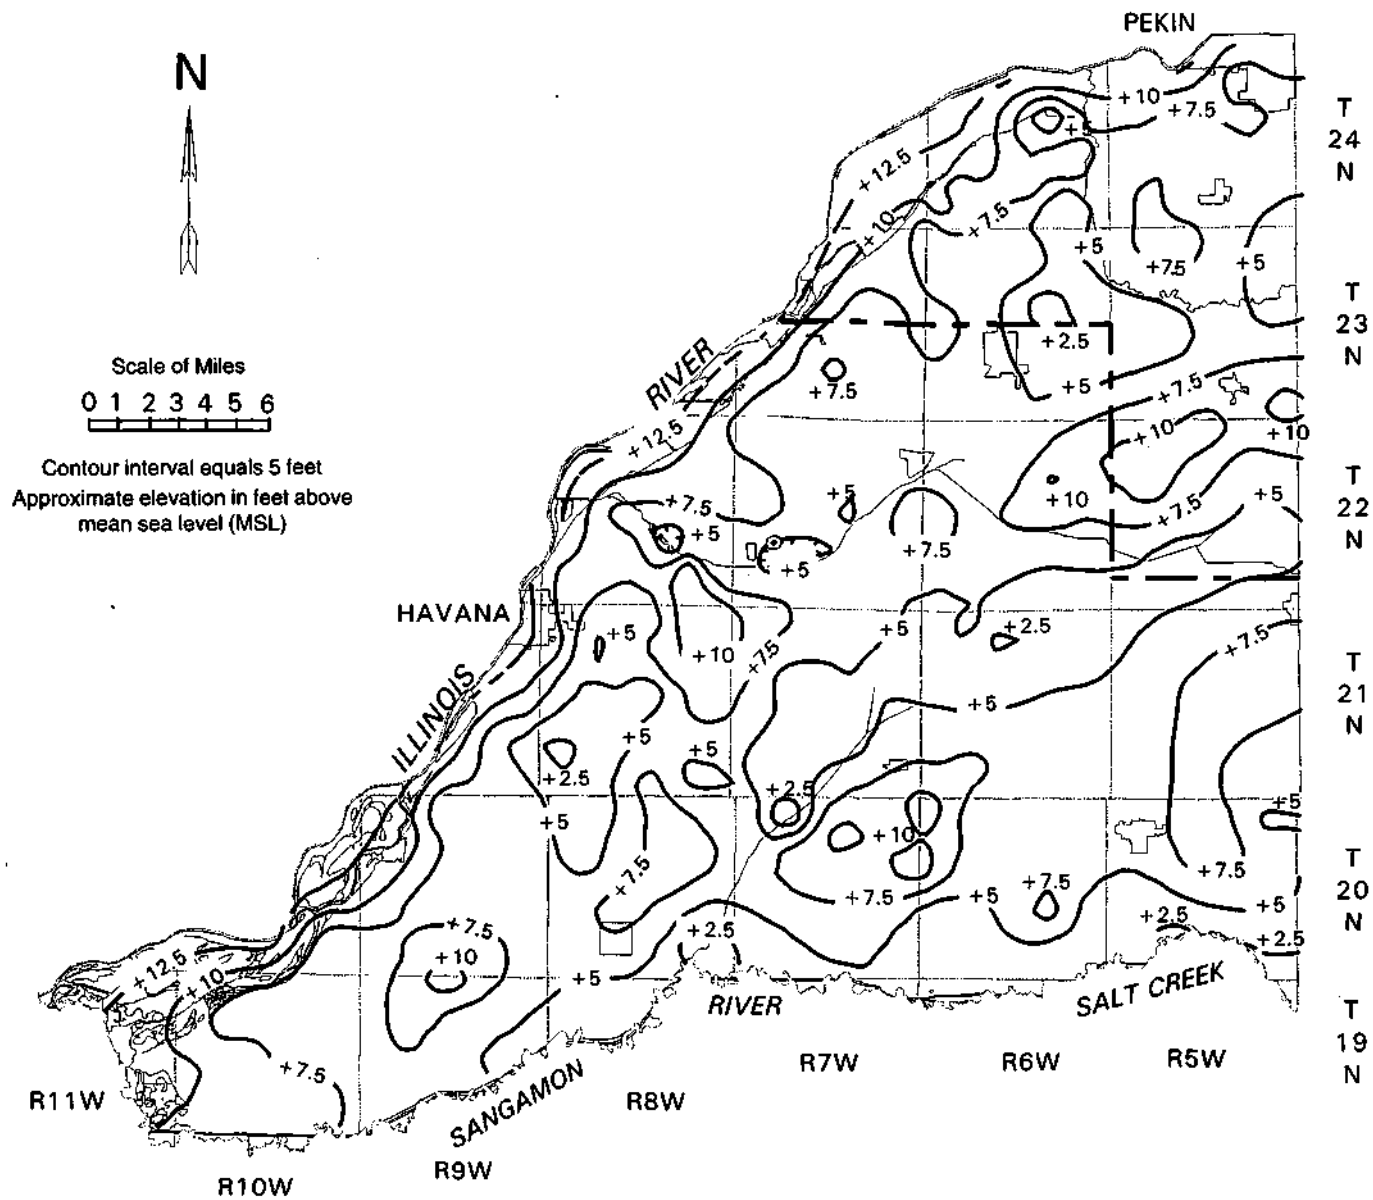 PEKIN
N
T
24
N
+10
+7.5
+5
+12.5
+10
+7.5
+5
+7.5
+5
T
23
N
+2.5
Scale of Miles
0 1 2 3 4 5 6
RIVER
+7.5
+5
+7.5
+12.5
+10
+10
Contour interval equals 5 feet
Approximate elevation in feet above
mean sea level (MSL)
T
22
N
+7.5
+5
+10
+5
+7.5
+5
+7.5
+5
HAVANA
+5
+10
+7.5
+5
+2.5
+7.5
T
21
N
ILLINOIS
+5
+5
+5
+2.5
+2.5
+5
+5
+10
T
20
N
+7.5
+7.5
+7.5
+5
+7.5
+5
+7.5
+2.5
+2.5
+2.5
+12.5
+10
+10
+5
RIVER
SALT CREEK
T
19
N
+7.5
R11W
SANGAMON
R8W
R7W
R6W
R5W
R10W
R9W